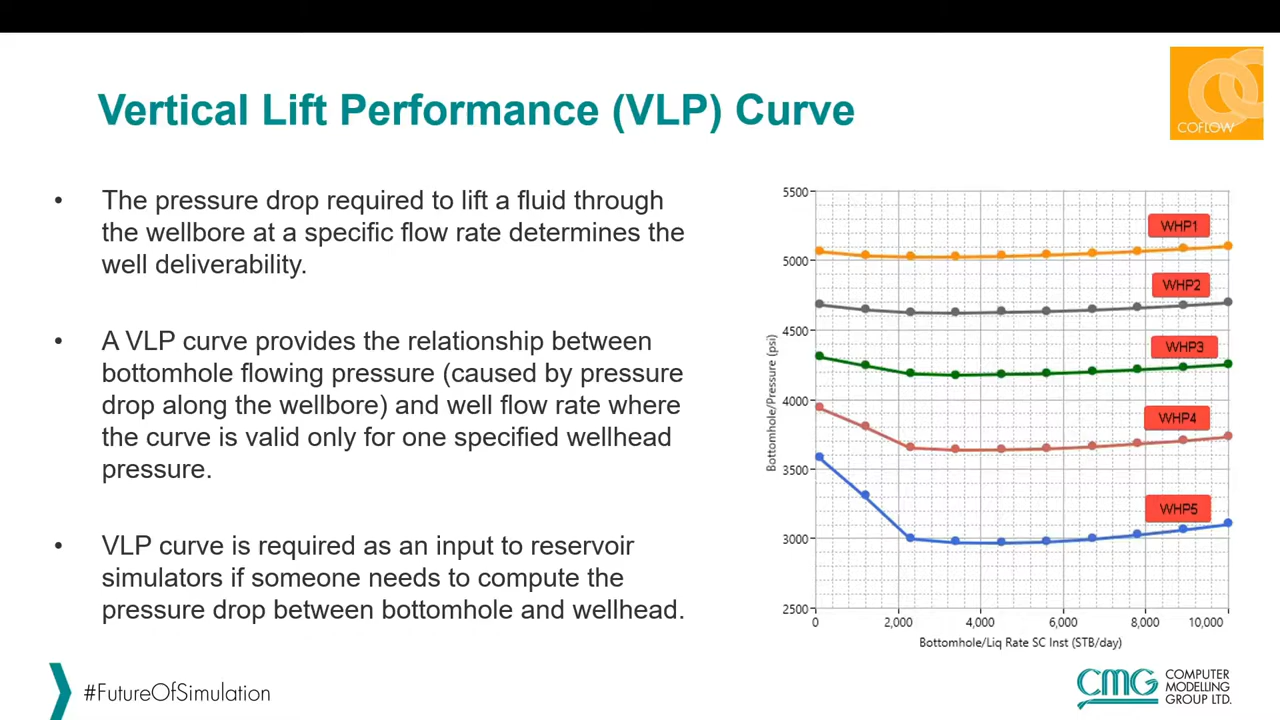 Vertical Lift Performance (VLP) Curve
COFLOW
• The pressure drop required to lift a fluid through
the wellbore at a specific flow rate determines the
well deliverability.
• A VLP curve provides the relationship between
bottomhole flowing pressure (caused by pressure
drop along the wellbore) and well flow rate where
the curve is valid only for one specified wellhead
pressure.
• VLP curve is required as an input to reservoir
simulators if someone needs to compute the
pressure drop between bottomhole and wellhead.
5500
5000
4500
4000
3500
3000
2500
Bottomhole/Pressure (psi)
WHP1
WHP2
WHP3
WHP4
WHP5
0 2,000 4,000 6,000 8,000 10,000
Bottomhole/Liq Rate SC Inst (STB/day)
#FutureOfSimulation
CMG COMPUTER
MODELLING
GROUP LTD.